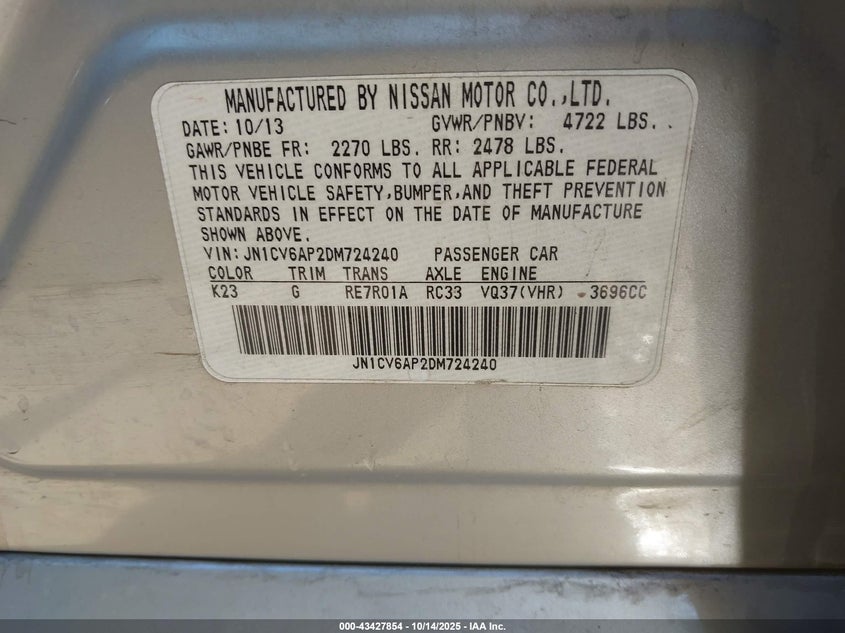 MANUFACTURED BY NISSAN MOTOR CO.,LTD.
DATE: 10/13 GVWR/PNBV: 4722 LBS.
GAWR/PNBE FR: 2270 LBS. RR: 2478 LBS.
THIS VEHICLE CONFORMS TO ALL APPLICABLE FEDERAL
MOTOR VEHICLE SAFETY,BUMPER,AND THEFT PREVENTION
STANDARDS IN EFFECT ON THE DATE OF MANUFACTURE
SHOWN ABOVE.
VIN: JN1CV6AP2DM724240 PASSENGER CAR
COLOR TRIM TRANS AXLE ENGINE
K23 G RE7R01A RC33 VQ37(VHR) 3696CC
JN1CV6AP2DM724240
000-43427854 - 10/14/2025 - IAA Inc.